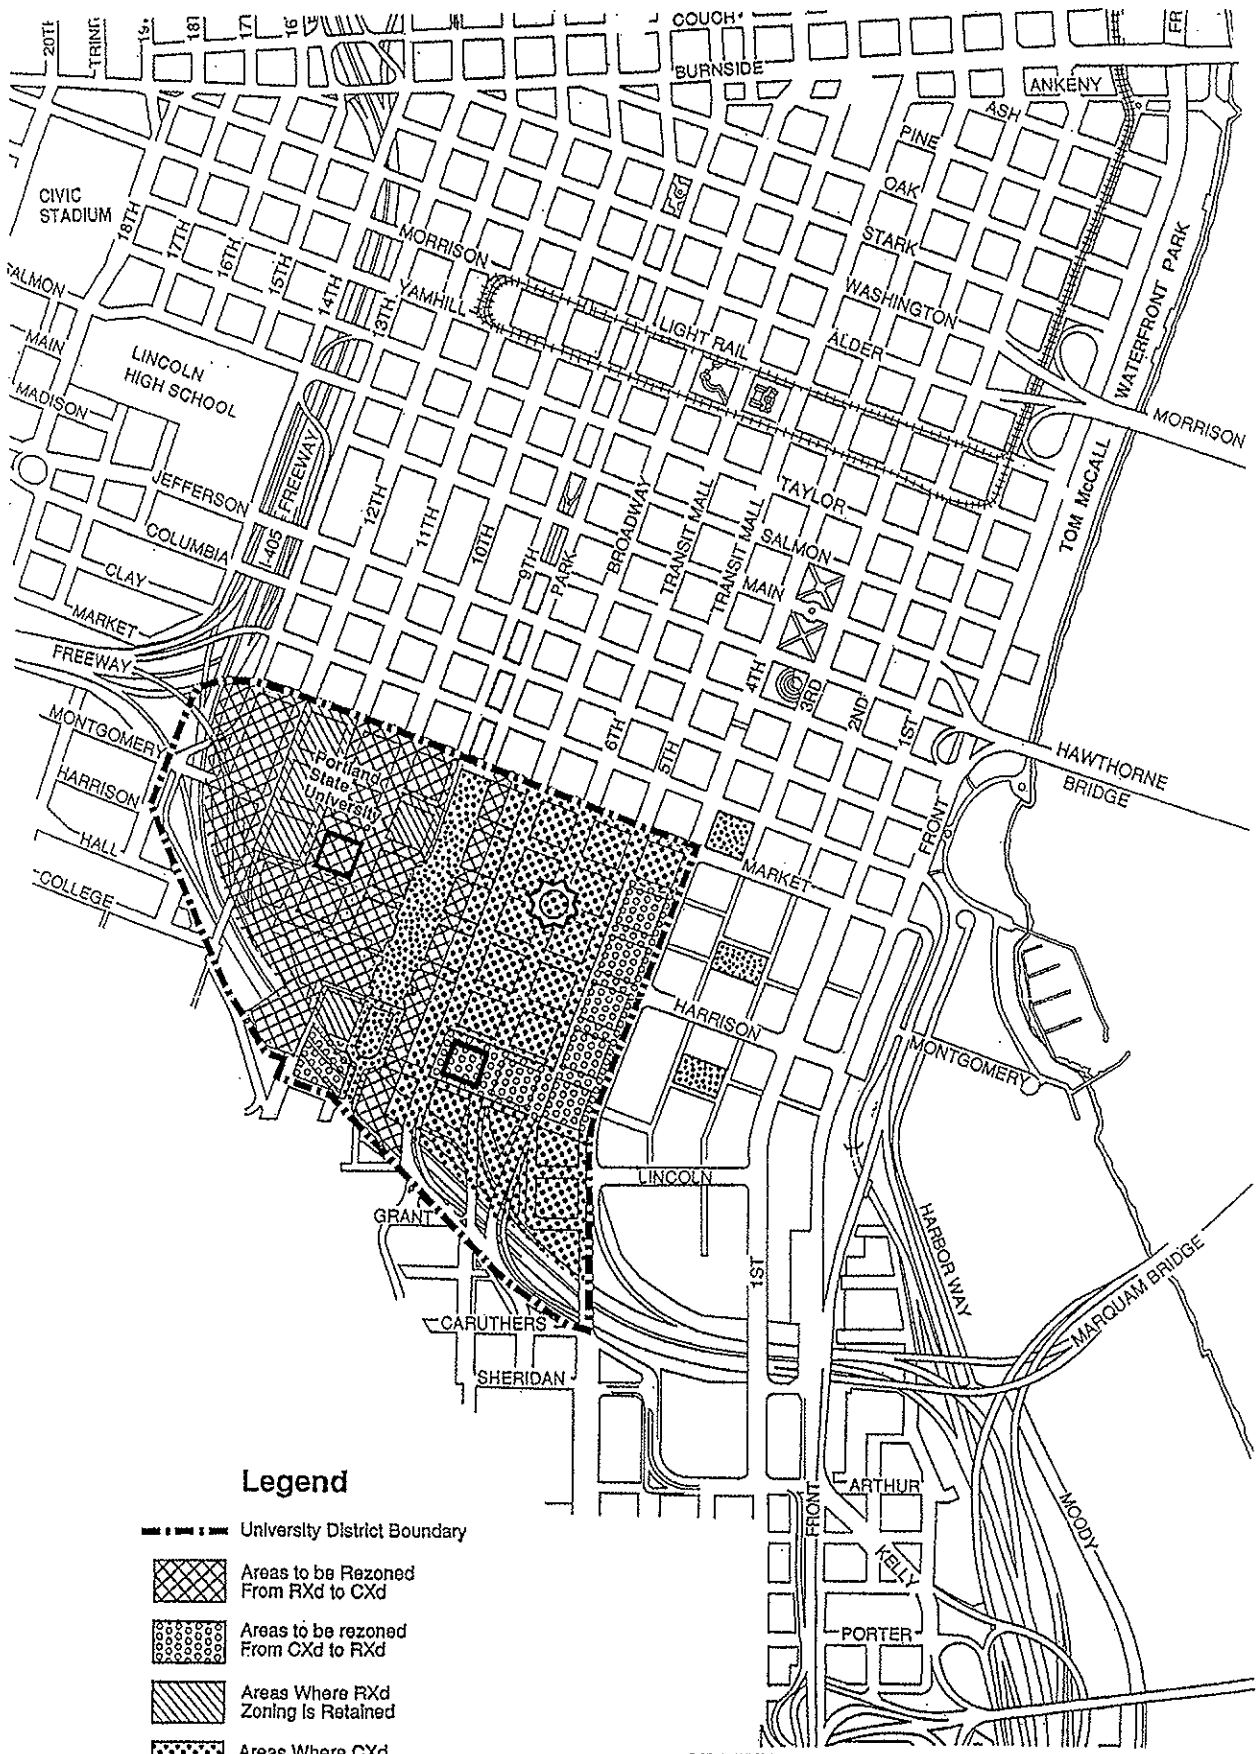 COUCH
BURNSIDE
ANKENY
ASH
PINE
OAK
STARK
WASHINGTON
ALDER
CIVIC
STADIUM
18TH
17TH
16TH
15TH
14TH
13TH
MORRISON
YAMHILL
LIGHT RAIL
MAIN
MADISON
LINCOLN
HIGH SCHOOL
TOM McCALL WATERFRONT PARK
MORRISON
JEFFERSON
COLUMBIA
CLAY
MARKET
FREEWAY
I-405 FREEWAY
12TH
11TH
10TH
9TH
PARK
BROADWAY
TRANSIT MALL
TRANSIT MALL
TAYLOR
SALMON
MAIN
4TH
3RD
2ND
1ST
6TH
5TH
HAWTHORNE
BRIDGE
FRONT
MONTGOMERY
HARRISON
HALL
COLLEGE
Portland
State
University
MARKET
HARRISON
MONTGOMERY
LINCOLN
GRANT
CARUTHERS
SHERIDAN
1ST
HARBOR WAY
MARQUAM BRIDGE
ARTHUR
FRONT
KELLY
MOODY
PORTER
Legend
University District Boundary
Areas to be Rezoned
From RXd to CXd
Areas to be rezoned
From CXd to RXd
Areas Where RXd
Zoning is Retained
Areas Where CXd